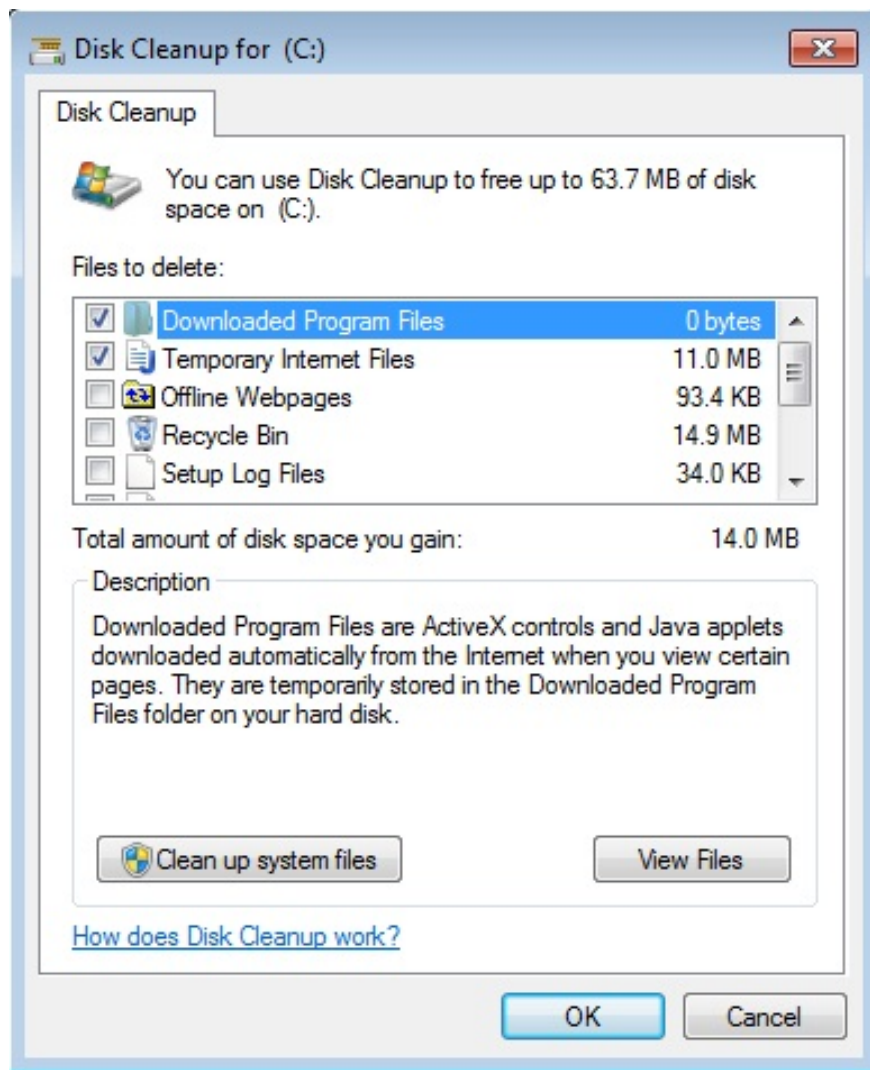 Disk Cleanup for (C:)
Disk Cleanup
You can use Disk Cleanup to free up to 63.7 MB of disk
space on (C:).
Files to delete:
Downloaded Program Files 0 bytes
Temporary Internet Files 11.0 MB
Offline Webpages 93.4 KB
Recycle Bin 14.9 MB
Setup Log Files 34.0 KB
Total amount of disk space you gain: 14.0 MB
Description
Downloaded Program Files are ActiveX controls and Java applets
downloaded automatically from the Internet when you view certain
pages. They are temporarily stored in the Downloaded Program
Files folder on your hard disk.
Clean up system files View Files
How does Disk Cleanup work?
OK Cancel